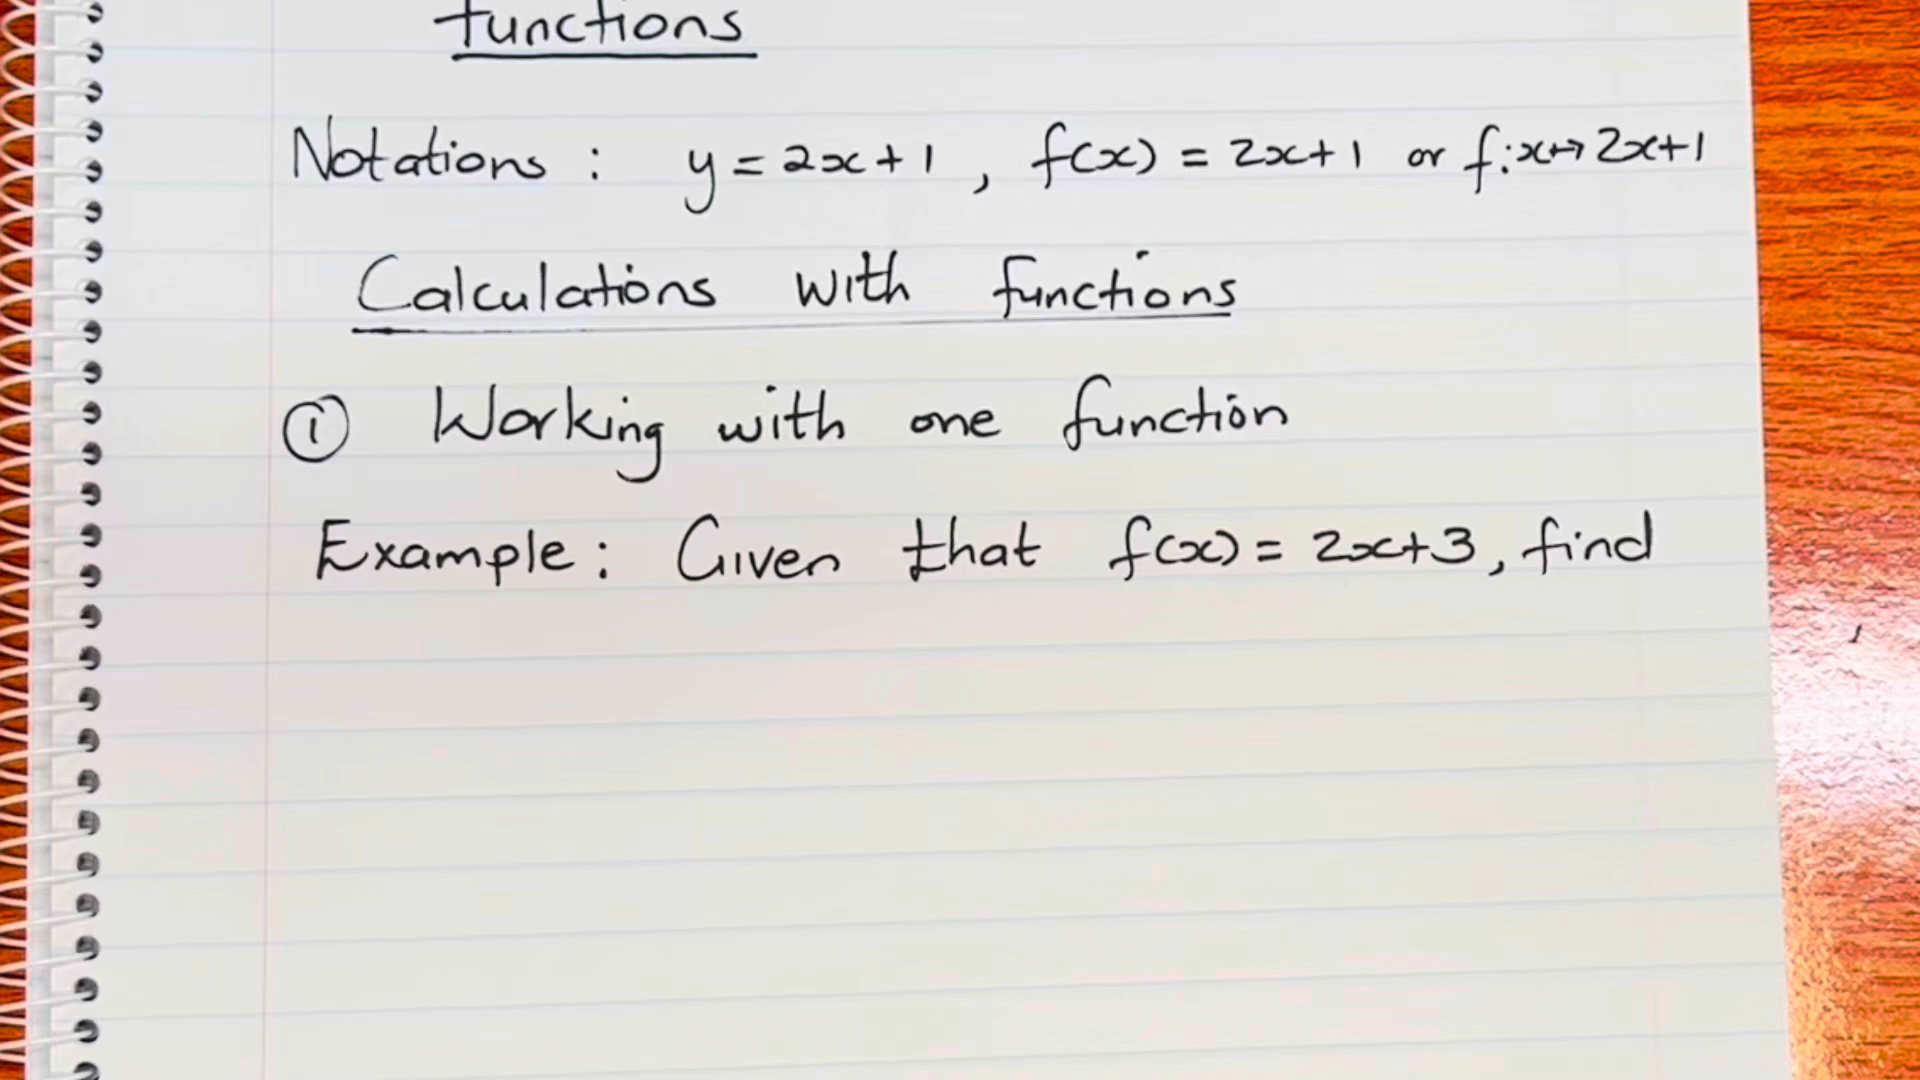 functions
Notations : y = 2x + 1 , f(x) = 2x + 1 or f:x↦2x+1
Calculations with functions
① Working with one function
Example: Given that f(x) = 2x+3, find